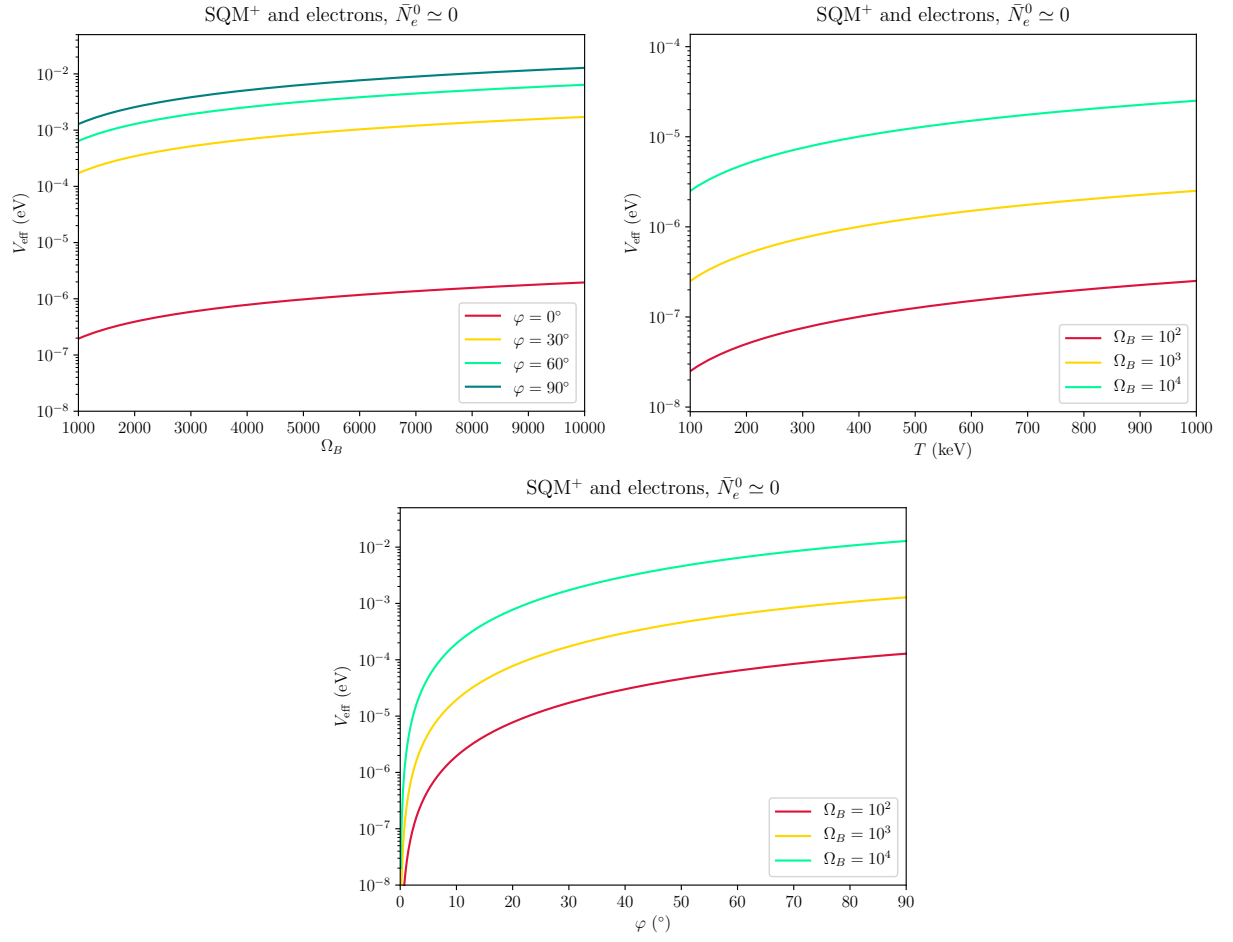 SQM⁺ and electrons, N̄ₑ⁰ ≃ 0
V_eff (eV)
10⁻²
10⁻³
10⁻⁴
10⁻⁵
10⁻⁶
10⁻⁷
10⁻⁸
φ = 0°
φ = 30°
φ = 60°
φ = 90°
1000 2000 3000 4000 5000 6000 7000 8000 9000 10000
Ω_B
SQM⁺ and electrons, N̄ₑ⁰ ≃ 0
V_eff (eV)
10⁻⁴
10⁻⁵
10⁻⁶
10⁻⁷
10⁻⁸
Ω_B = 10²
Ω_B = 10³
Ω_B = 10⁴
100 200 300 400 500 600 700 800 900 1000
T (keV)
SQM⁺ and electrons, N̄ₑ⁰ ≃ 0
V_eff (eV)
10⁻²
10⁻³
10⁻⁴
10⁻⁵
10⁻⁶
10⁻⁷
10⁻⁸
Ω_B = 10²
Ω_B = 10³
Ω_B = 10⁴
0 10 20 30 40 50 60 70 80 90
φ (°)